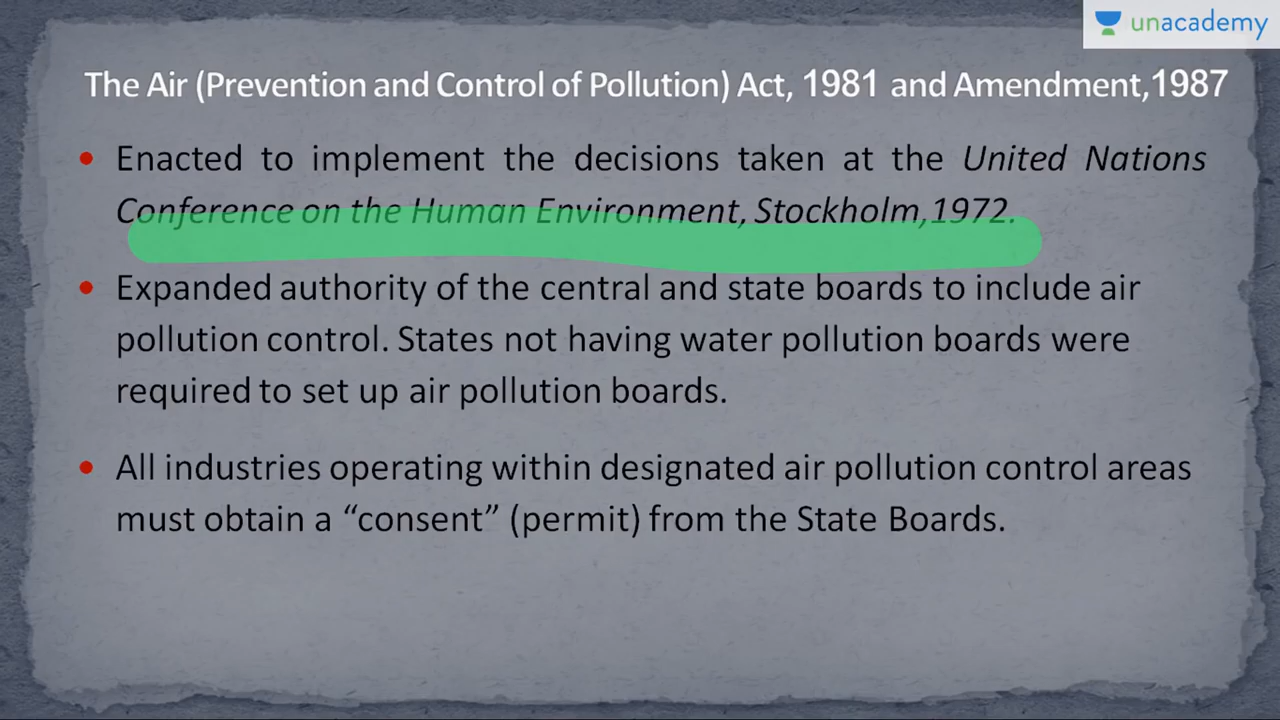 unacademy
The Air (Prevention and Control of Pollution) Act, 1981 and Amendment,1987
• Enacted to implement the decisions taken at the United Nations
Conference on the Human Environment, Stockholm,1972.
• Expanded authority of the central and state boards to include air
pollution control. States not having water pollution boards were
required to set up air pollution boards.
• All industries operating within designated air pollution control areas
must obtain a “consent” (permit) from the State Boards.